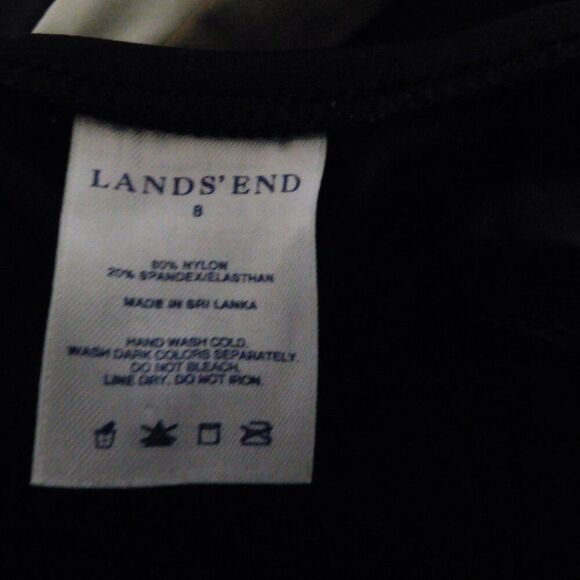 LANDS' END
8
80% NYLON
20% SPANDEX/ELASTHAN
MADE IN SRI LANKA
HAND WASH COLD.
WASH DARK COLORS SEPARATELY.
DO NOT BLEACH.
LINE DRY. DO NOT IRON.